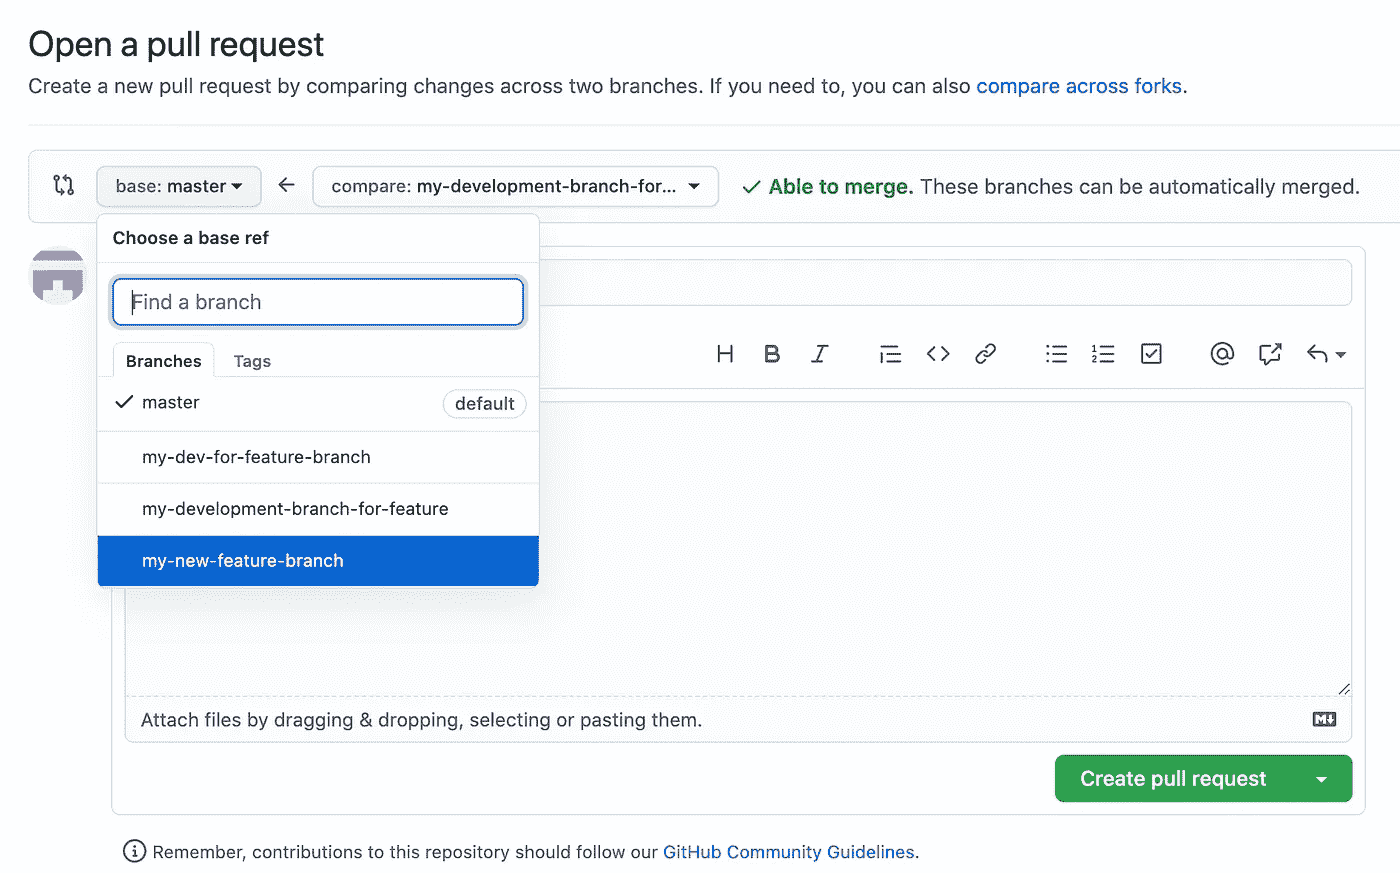 Open a pull request
Create a new pull request by comparing changes across two branches. If you need to, you can also compare across forks.
base: master
compare: my-development-branch-for...
Able to merge. These branches can be automatically merged.
Choose a base ref
Find a branch
Branches
Tags
master
default
my-dev-for-feature-branch
my-development-branch-for-feature
my-new-feature-branch
Attach files by dragging & dropping, selecting or pasting them.
Create pull request
Remember, contributions to this repository should follow our GitHub Community Guidelines.